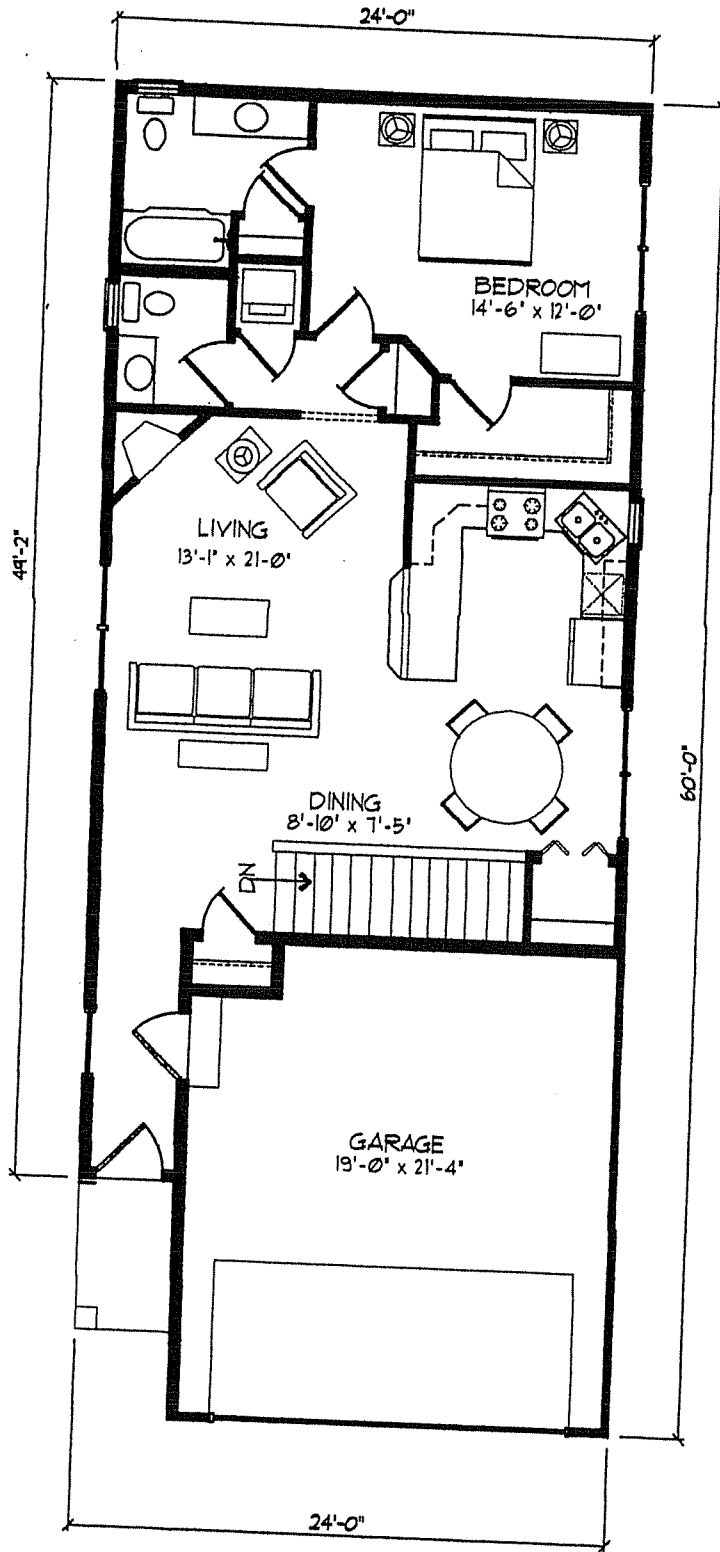 24'-0"
BEDROOM
14'-6" x 12'-0"
LIVING
13'-1" x 21'-0"
49'-2"
60'-0"
DINING
8'-10" x 7'-5"
DN
GARAGE
19'-0" x 21'-4"
24'-0"